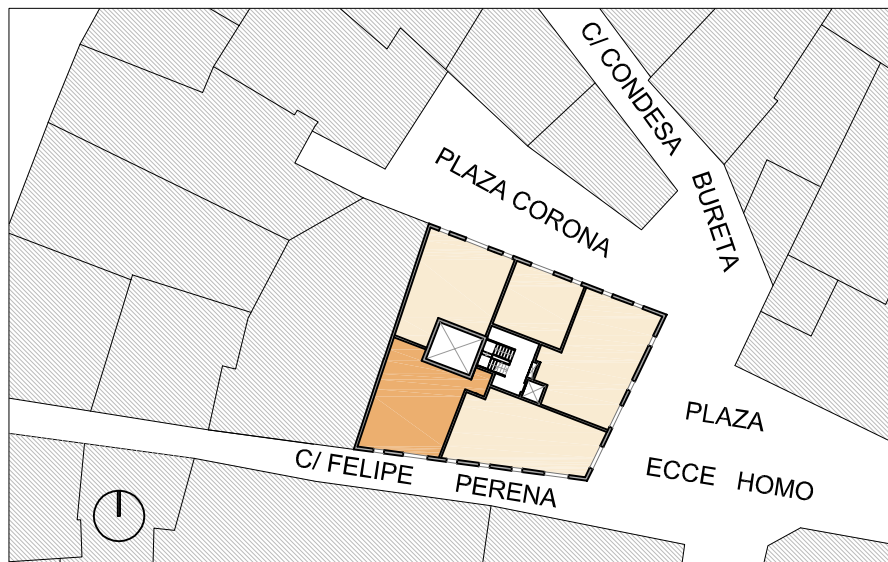 C/ CONDESA BURETA
PLAZA CORONA
PLAZA
ECCE HOMO
C/ FELIPE PERENA